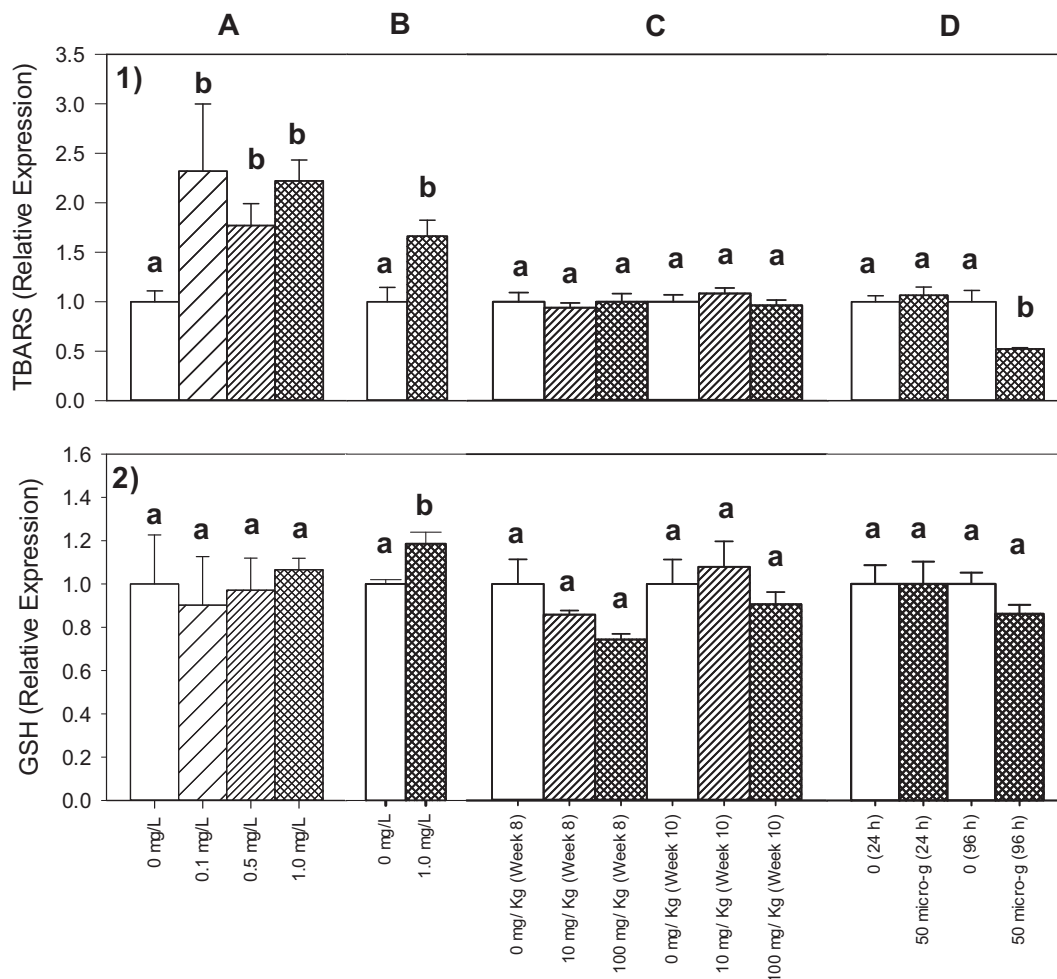 A B C D
1)
TBARS (Relative Expression)
3.5
3.0
2.5
2.0
1.5
1.0
0.5
0.0
a b b b
a b
a a a a a a
a a a b
2)
GSH (Relative Expression)
1.6
1.4
1.2
1.0
0.8
0.6
0.4
0.2
0.0
a a a a
a b
a a a a a a
a a a a
0 mg/L
0.1 mg/L
0.5 mg/L
1.0 mg/L
0 mg/L
1.0 mg/L
0 mg/ Kg (Week 8)
10 mg/ Kg (Week 8)
100 mg/ Kg (Week 8)
0 mg/ Kg (Week 10)
10 mg/ Kg (Week 10)
100 mg/ Kg (Week 10)
0 (24 h)
50 micro-g (24 h)
0 (96 h)
50 micro-g (96 h)